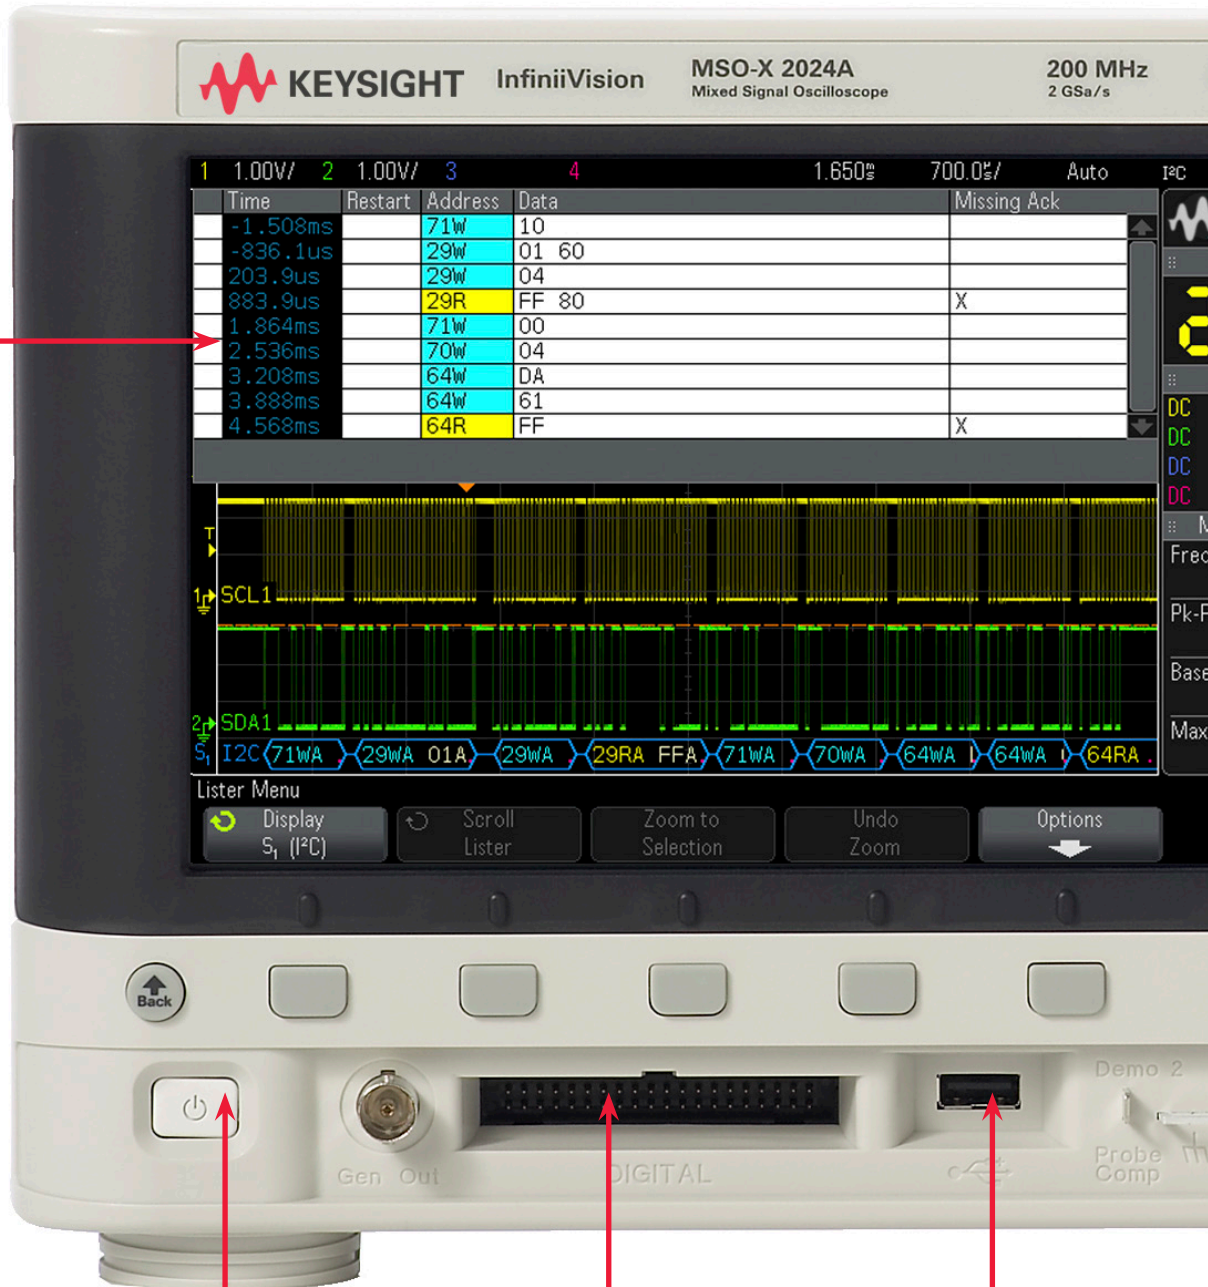 KEYSIGHT InfiniiVision MSO-X 2024A 200 MHz
Mixed Signal Oscilloscope 2 GSa/s
1 1.00V/ 2 1.00V/ 3 4 1.650ms 700.0us/ Auto I²C
Time Restart Address Data Missing Ack
-1.508ms 71W 10
-836.1us 29W 01 60
203.9us 29W 04
883.9us 29R FF 80 X
1.864ms 71W 00
2.536ms 70W 04
3.208ms 64W DA
3.888ms 64W 61
4.568ms 64R FF X
DC
DC
DC
DC
T
1 SCL1
2 SDA1
S1 I2C 71WA 29WA 01A 29WA 29RA FFA 71WA 70WA 64WA 64WA 64RA
Pk-
Base
Max
Lister Menu
Display Scroll Zoom to Undo Options
S1 (I²C) Lister Selection Zoom
Back
Demo 2
Gen Out DIGITAL Probe
Comp